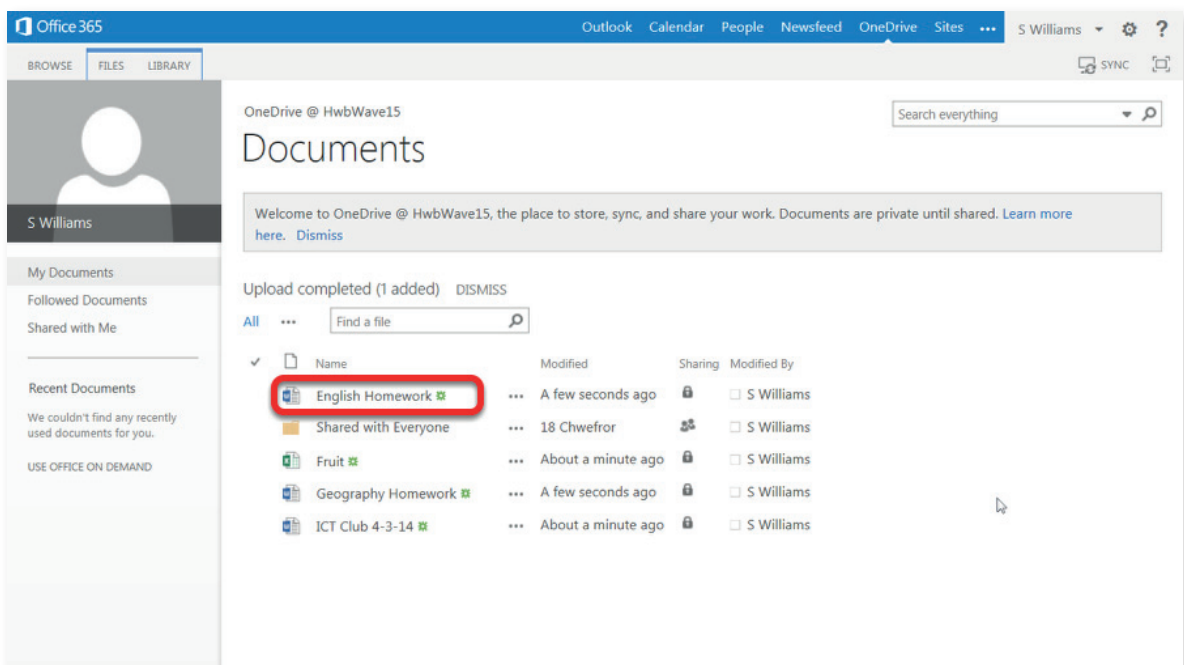 Office 365
Outlook Calendar People Newsfeed OneDrive Sites ••• S Williams ?
BROWSE FILES LIBRARY
SYNC
S Williams
My Documents
Followed Documents
Shared with Me
Recent Documents
We couldn't find any recently
used documents for you.
USE OFFICE ON DEMAND
OneDrive @ HwbWave15
Search everything
Documents
Welcome to OneDrive @ HwbWave15, the place to store, sync, and share your work. Documents are private until shared. Learn more
here. Dismiss
Upload completed (1 added) DISMISS
All ••• Find a file
Name Modified Sharing Modified By
English Homework ••• A few seconds ago S Williams
Shared with Everyone ••• 18 Chwefror S Williams
Fruit ••• About a minute ago S Williams
Geography Homework ••• A few seconds ago S Williams
ICT Club 4-3-14 ••• About a minute ago S Williams